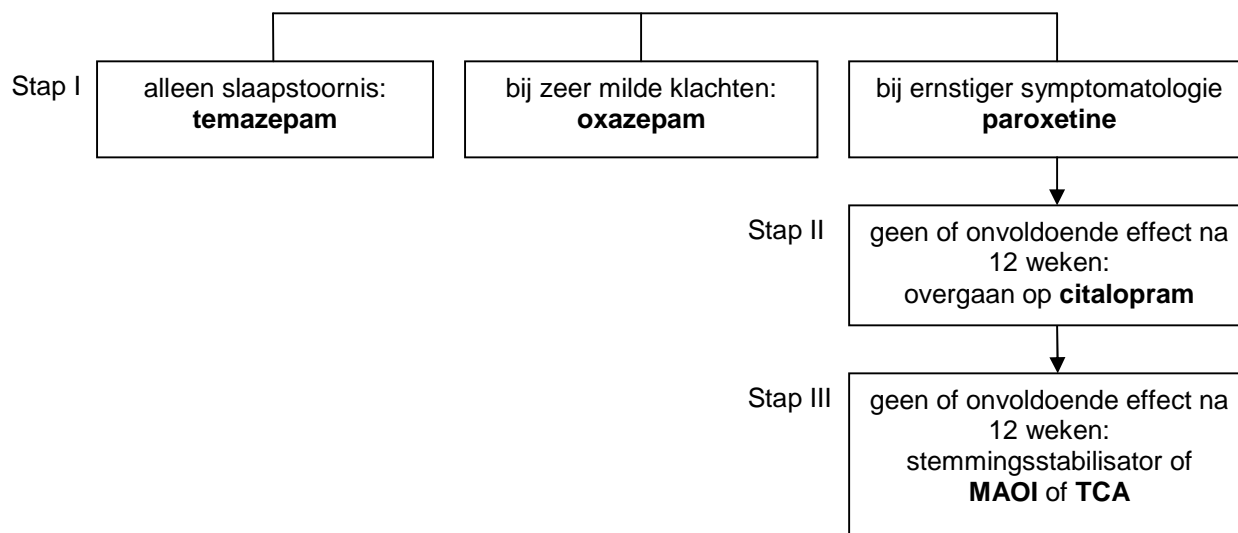 Stap I
alleen slaapstoornis:
temazepam
bij zeer milde klachten:
oxazepam
bij ernstiger symptomatologie
paroxetine
Stap II
geen of onvoldoende effect na
12 weken:
overgaan op citalopram
Stap III
geen of onvoldoende effect na
12 weken:
stemmingsstabilisator of
MAOI of TCA